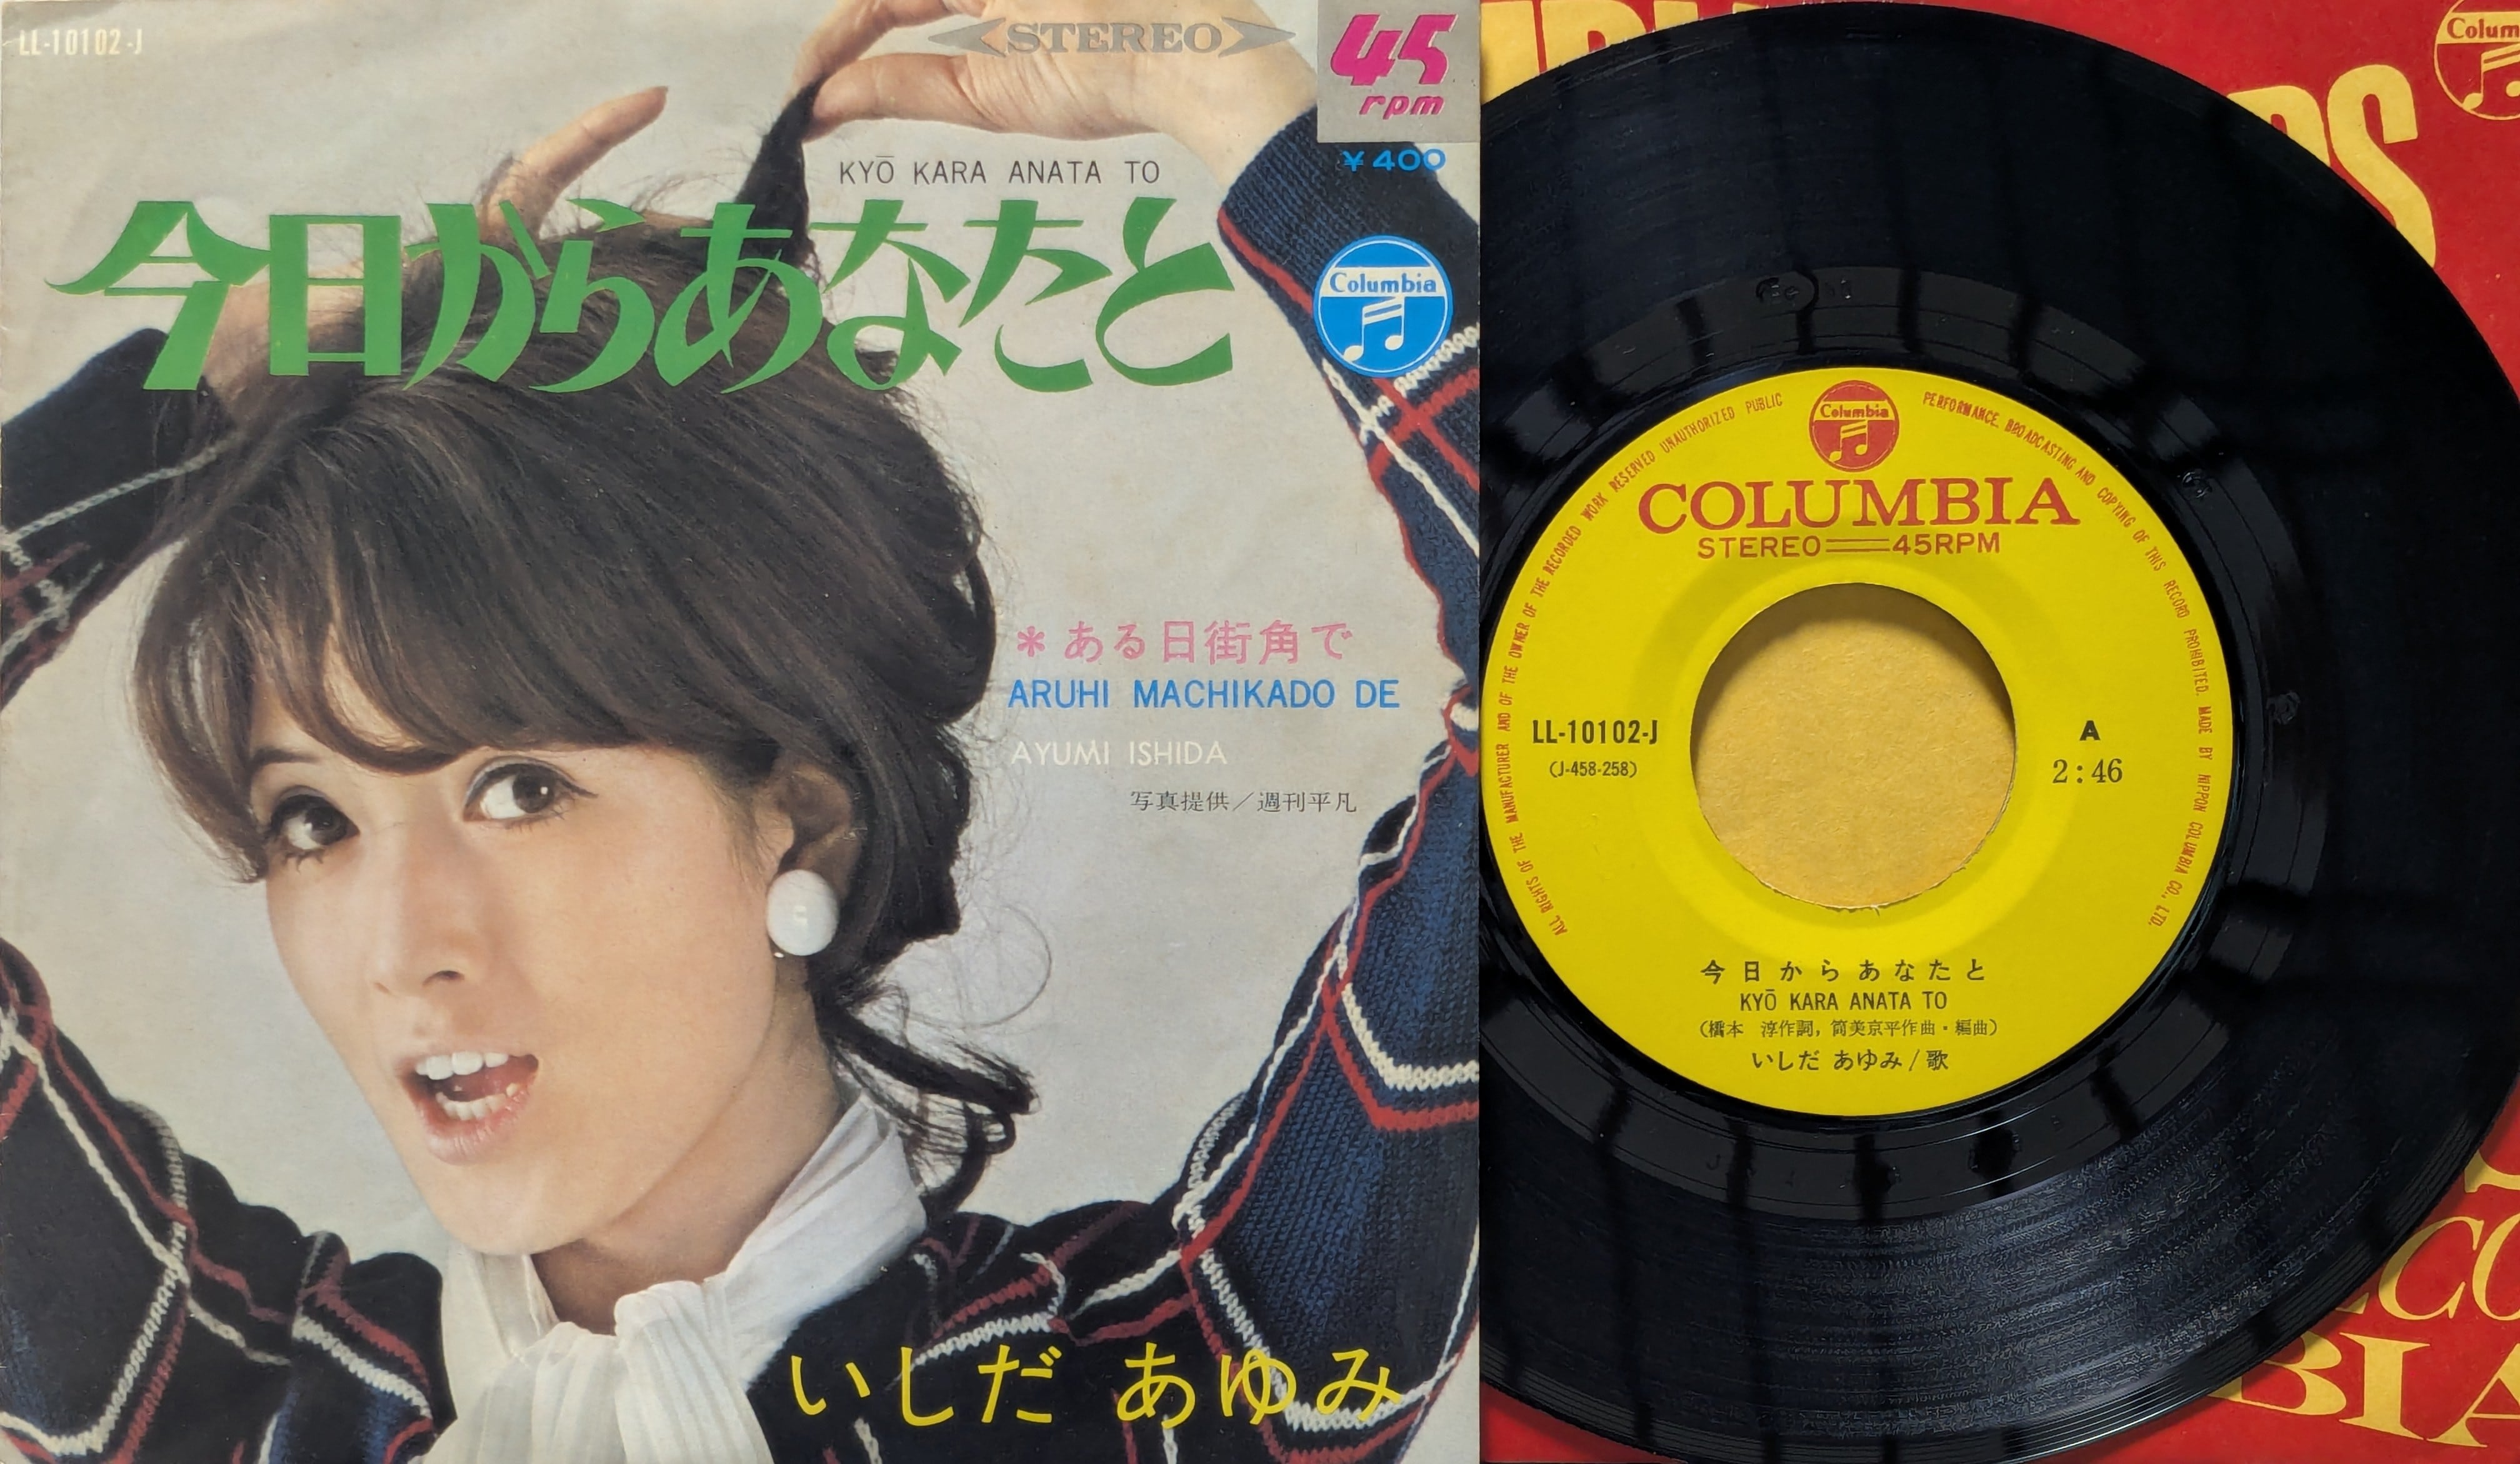 LL-10102-J
STEREO
45
rpm
¥400
KYŌ KARA ANATA TO
今日からあなたと
Columbia
＊ある日街角で
ARUHI MACHIKADO DE
AYUMI ISHIDA
写真提供／週刊平凡
いしだ あゆみ
Columbia
COLUMBIA
STEREO 45RPM
ALL RIGHTS OF THE MANUFACTURER AND OF THE OWNER OF THE RECORDED WORK RESERVED UNAUTHORIZED PUBLIC PERFORMANCE. BROADCASTING AND COPYING OF THIS RECORD PROHIBITED. MADE BY NIPPON COLUMBIA CO., LTD.
LL-10102-J
(J-458-258)
A
2:46
今日からあなたと
KYŌ KARA ANATA TO
(橋本 淳作詞, 筒美京平作曲・編曲)
いしだ あゆみ/歌